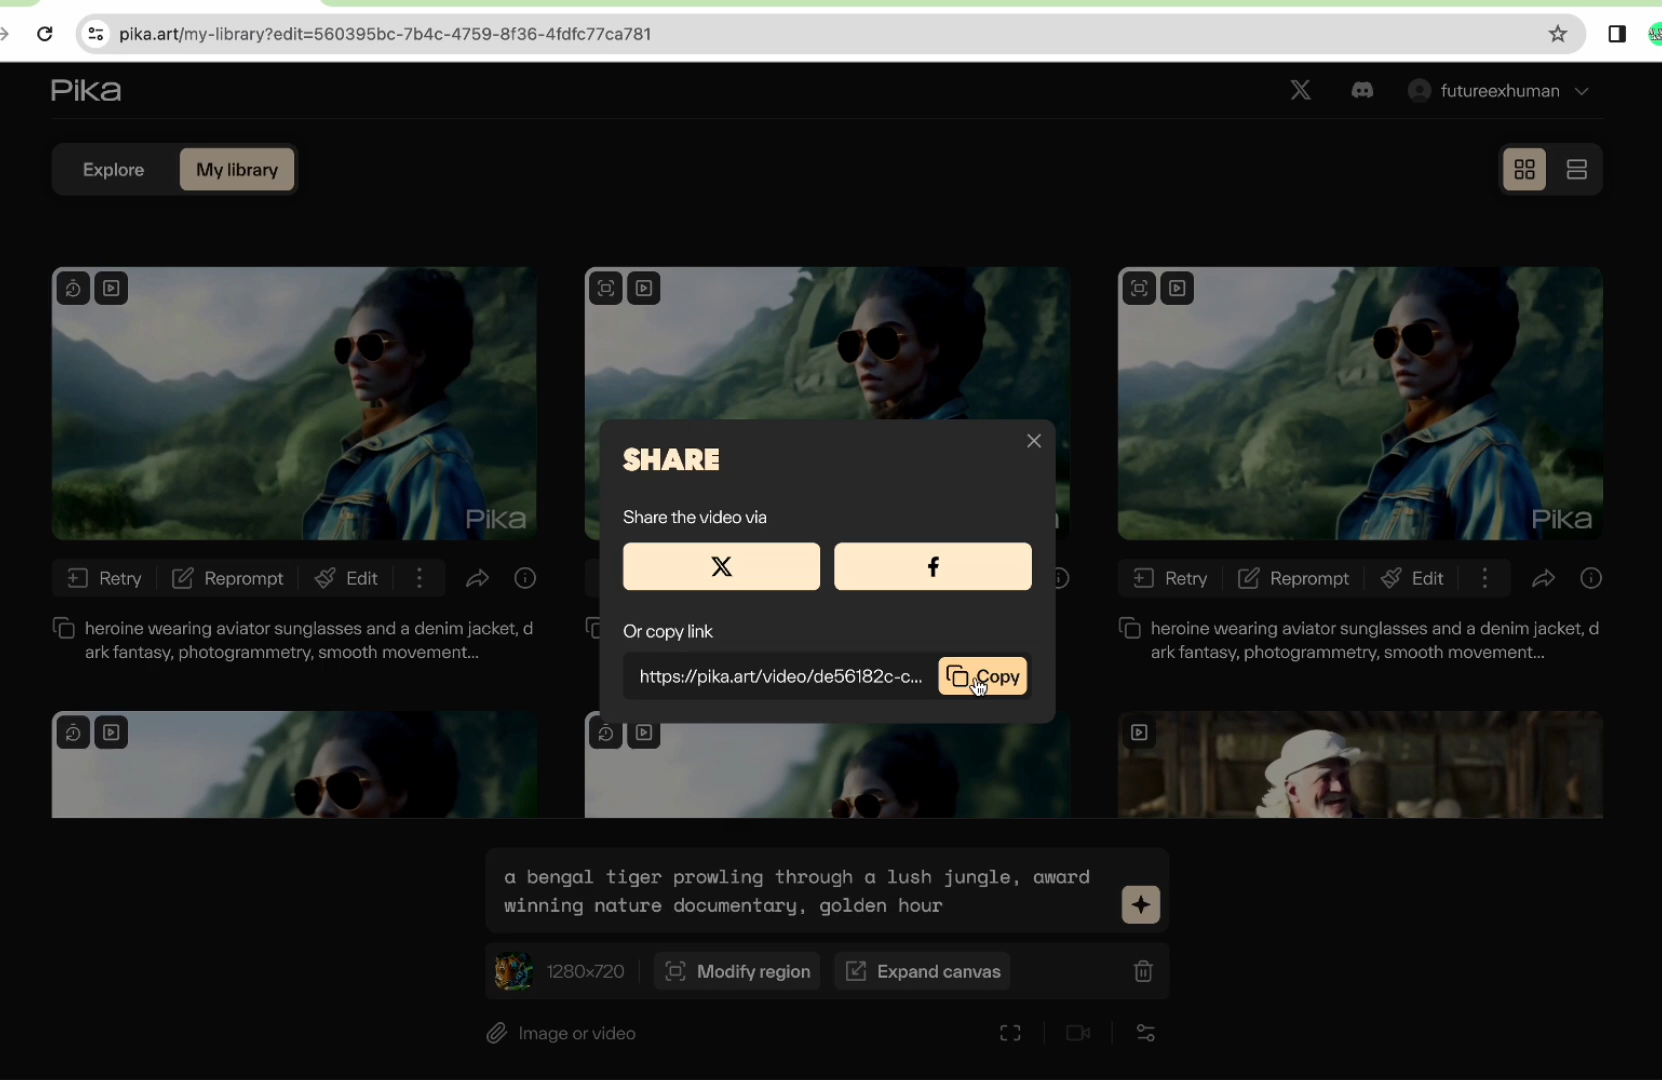 pika.art/my-library?edit=560395bc-7b4c-4759-8f36-4fdfc77ca781
Pika
futureexhuman
Explore
My library
Pika
Pika
SHARE
Share the video via
Or copy link
https://pika.art/video/de56182c-c...
Copy
Retry
Reprompt
Edit
Retry
Reprompt
Edit
heroine wearing aviator sunglasses and a denim jacket, d
ark fantasy, photogrammetry, smooth movement...
heroine wearing aviator sunglasses and a denim jacket, d
ark fantasy, photogrammetry, smooth movement...
a bengal tiger prowling through a lush jungle, award
winning nature documentary, golden hour
1280×720
Modify region
Expand canvas
Image or video